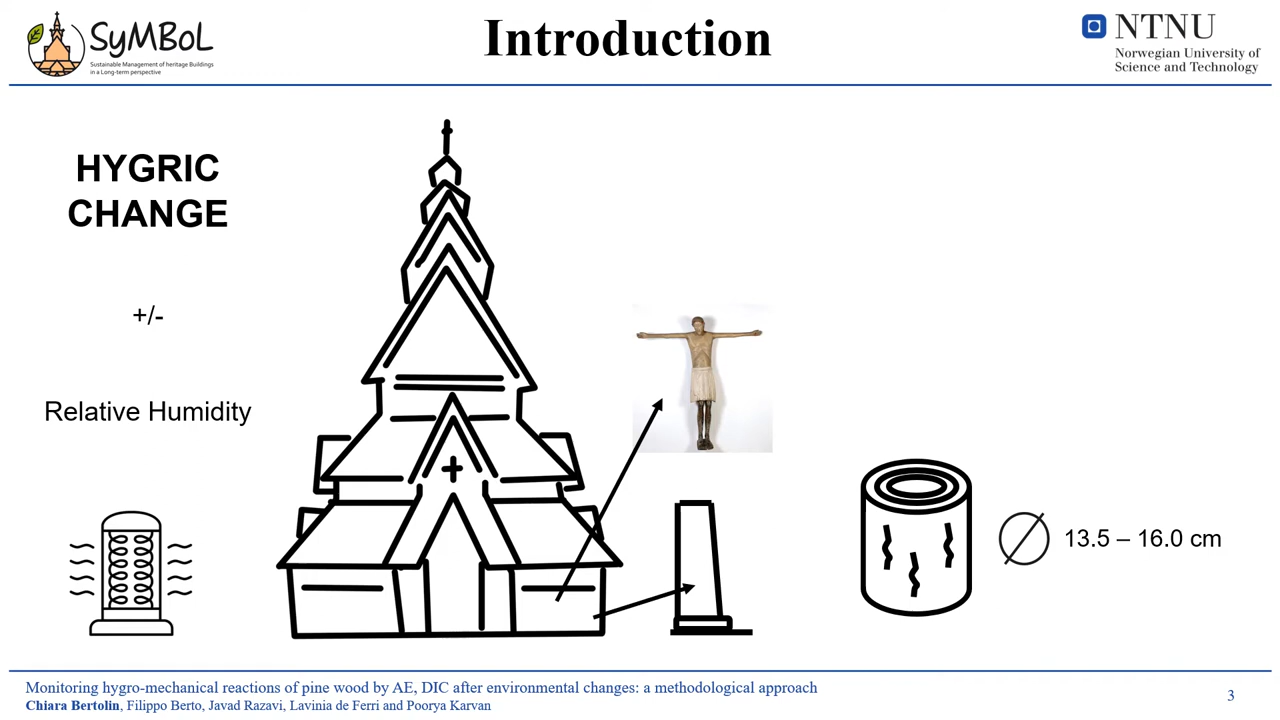 SyMBoL
Sustainable Management of heritage Buildings
in a Long-term perspective
Introduction
NTNU
Norwegian University of
Science and Technology
HYGRIC
CHANGE
+/-
Relative Humidity
13.5 – 16.0 cm
Monitoring hygro-mechanical reactions of pine wood by AE, DIC after environmental changes: a methodological approach
Chiara Bertolin, Filippo Berto, Javad Razavi, Lavinia de Ferri and Poorya Karvan
3